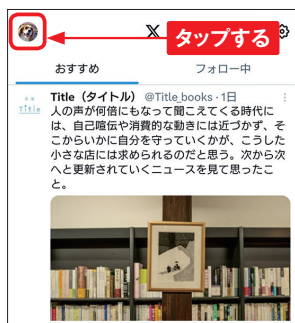 X
タップする
おすすめ
フォロー中
Title
Title（タイトル） @Title_books・1日
人の声が何倍にもなって聞こえてくる時代に
は、自己喧伝や消費的な動きには近づかず、そ
こからいかに自分を守っていくかが、こうした
小さな店には求められるのだと思う。次から次
へと更新されていくニュースを見て思ったこ
と。